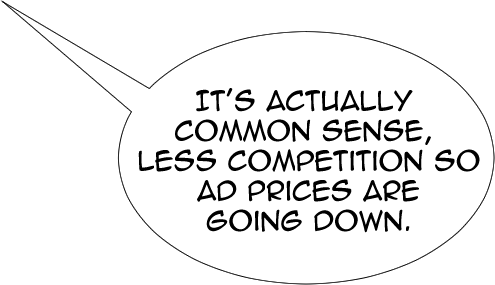 IT'S ACTUALLY
COMMON SENSE,
LESS COMPETITION SO
AD PRICES ARE
GOING DOWN.